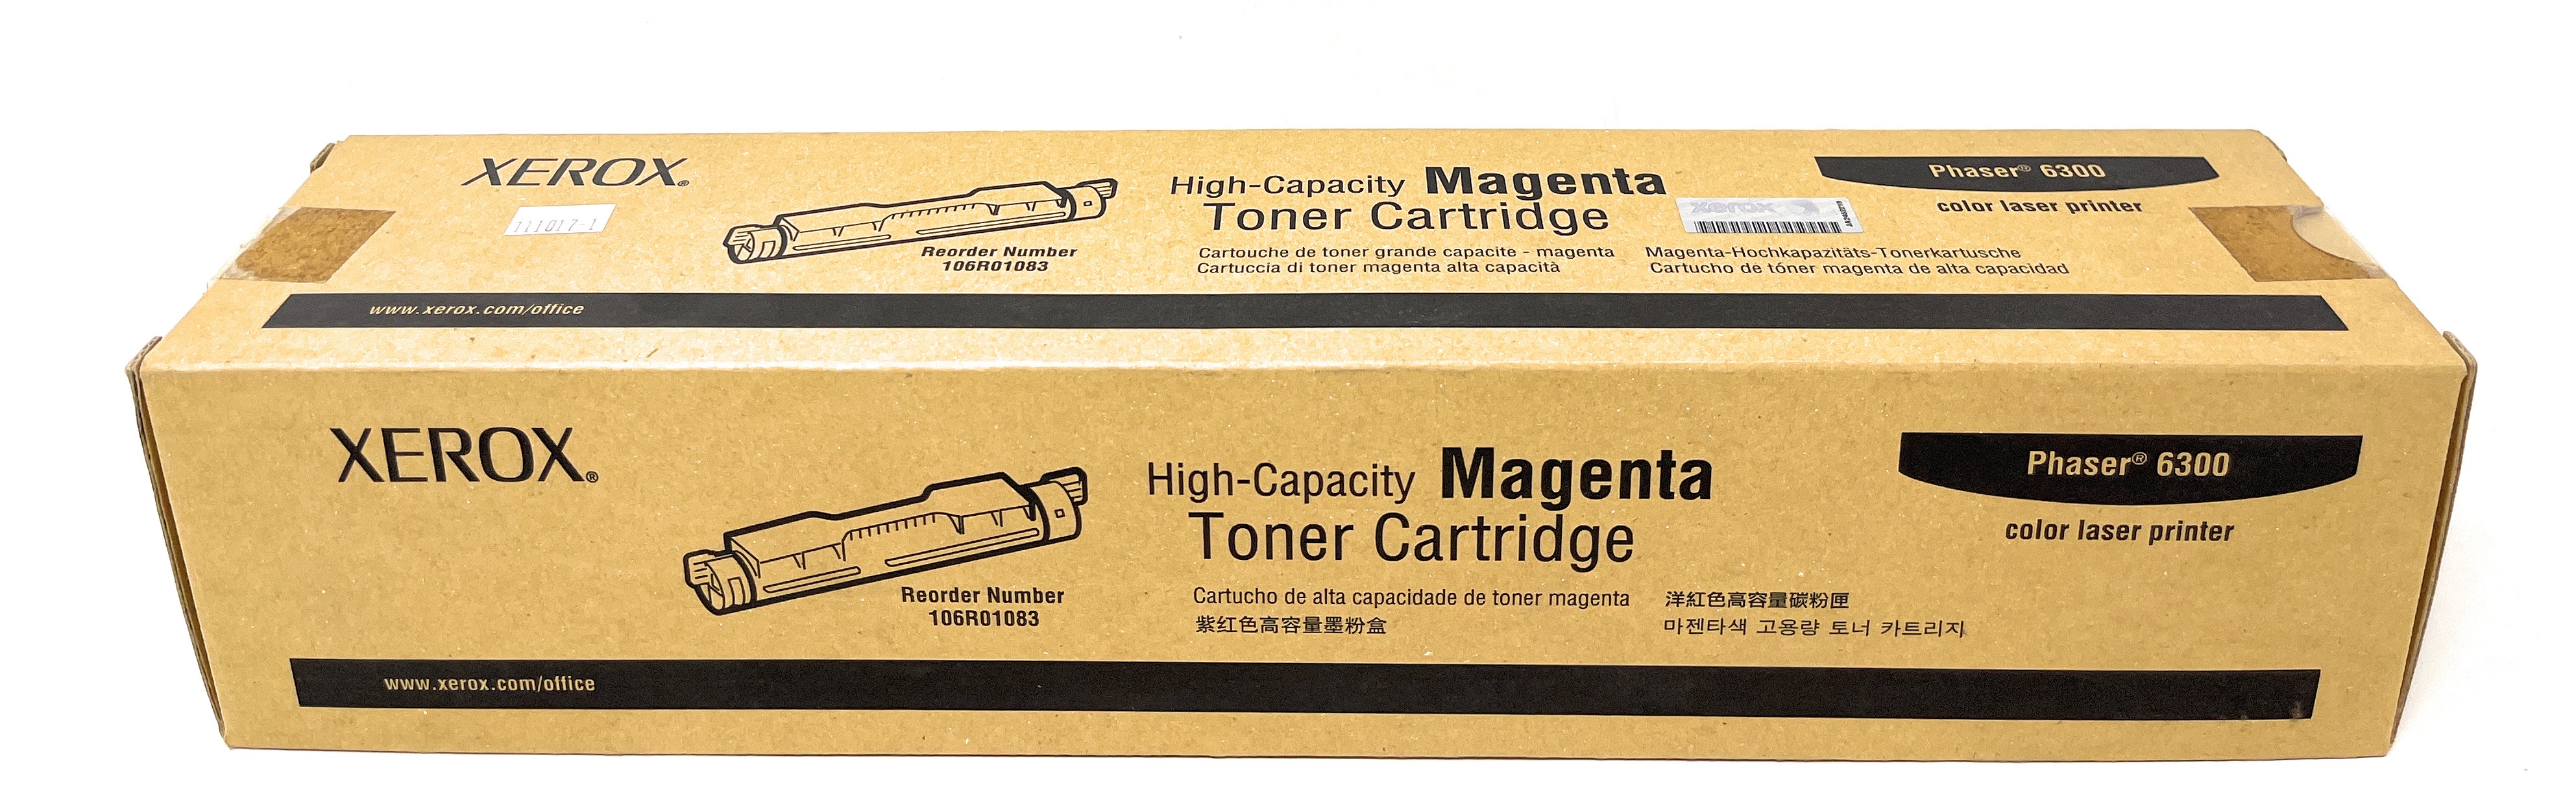 XEROX®
111017-1
Reorder Number
106R01083
High-Capacity Magenta
Toner Cartridge
Cartouche de toner grande capacite - magenta
Cartuccia di toner magenta alta capacità
Magenta-Hochkapazitäts-Tonerkartusche
Cartucho de tóner magenta de alta capacidad
xerox
Phaser® 6300
color laser printer
www.xerox.com/office
XEROX®
Reorder Number
106R01083
High-Capacity Magenta
Toner Cartridge
Cartucho de alta capacidade de toner magenta
紫红色高容量墨粉盒
洋紅色高容量碳粉匣
마젠타색 고용량 토너 카트리지
Phaser® 6300
color laser printer
www.xerox.com/office